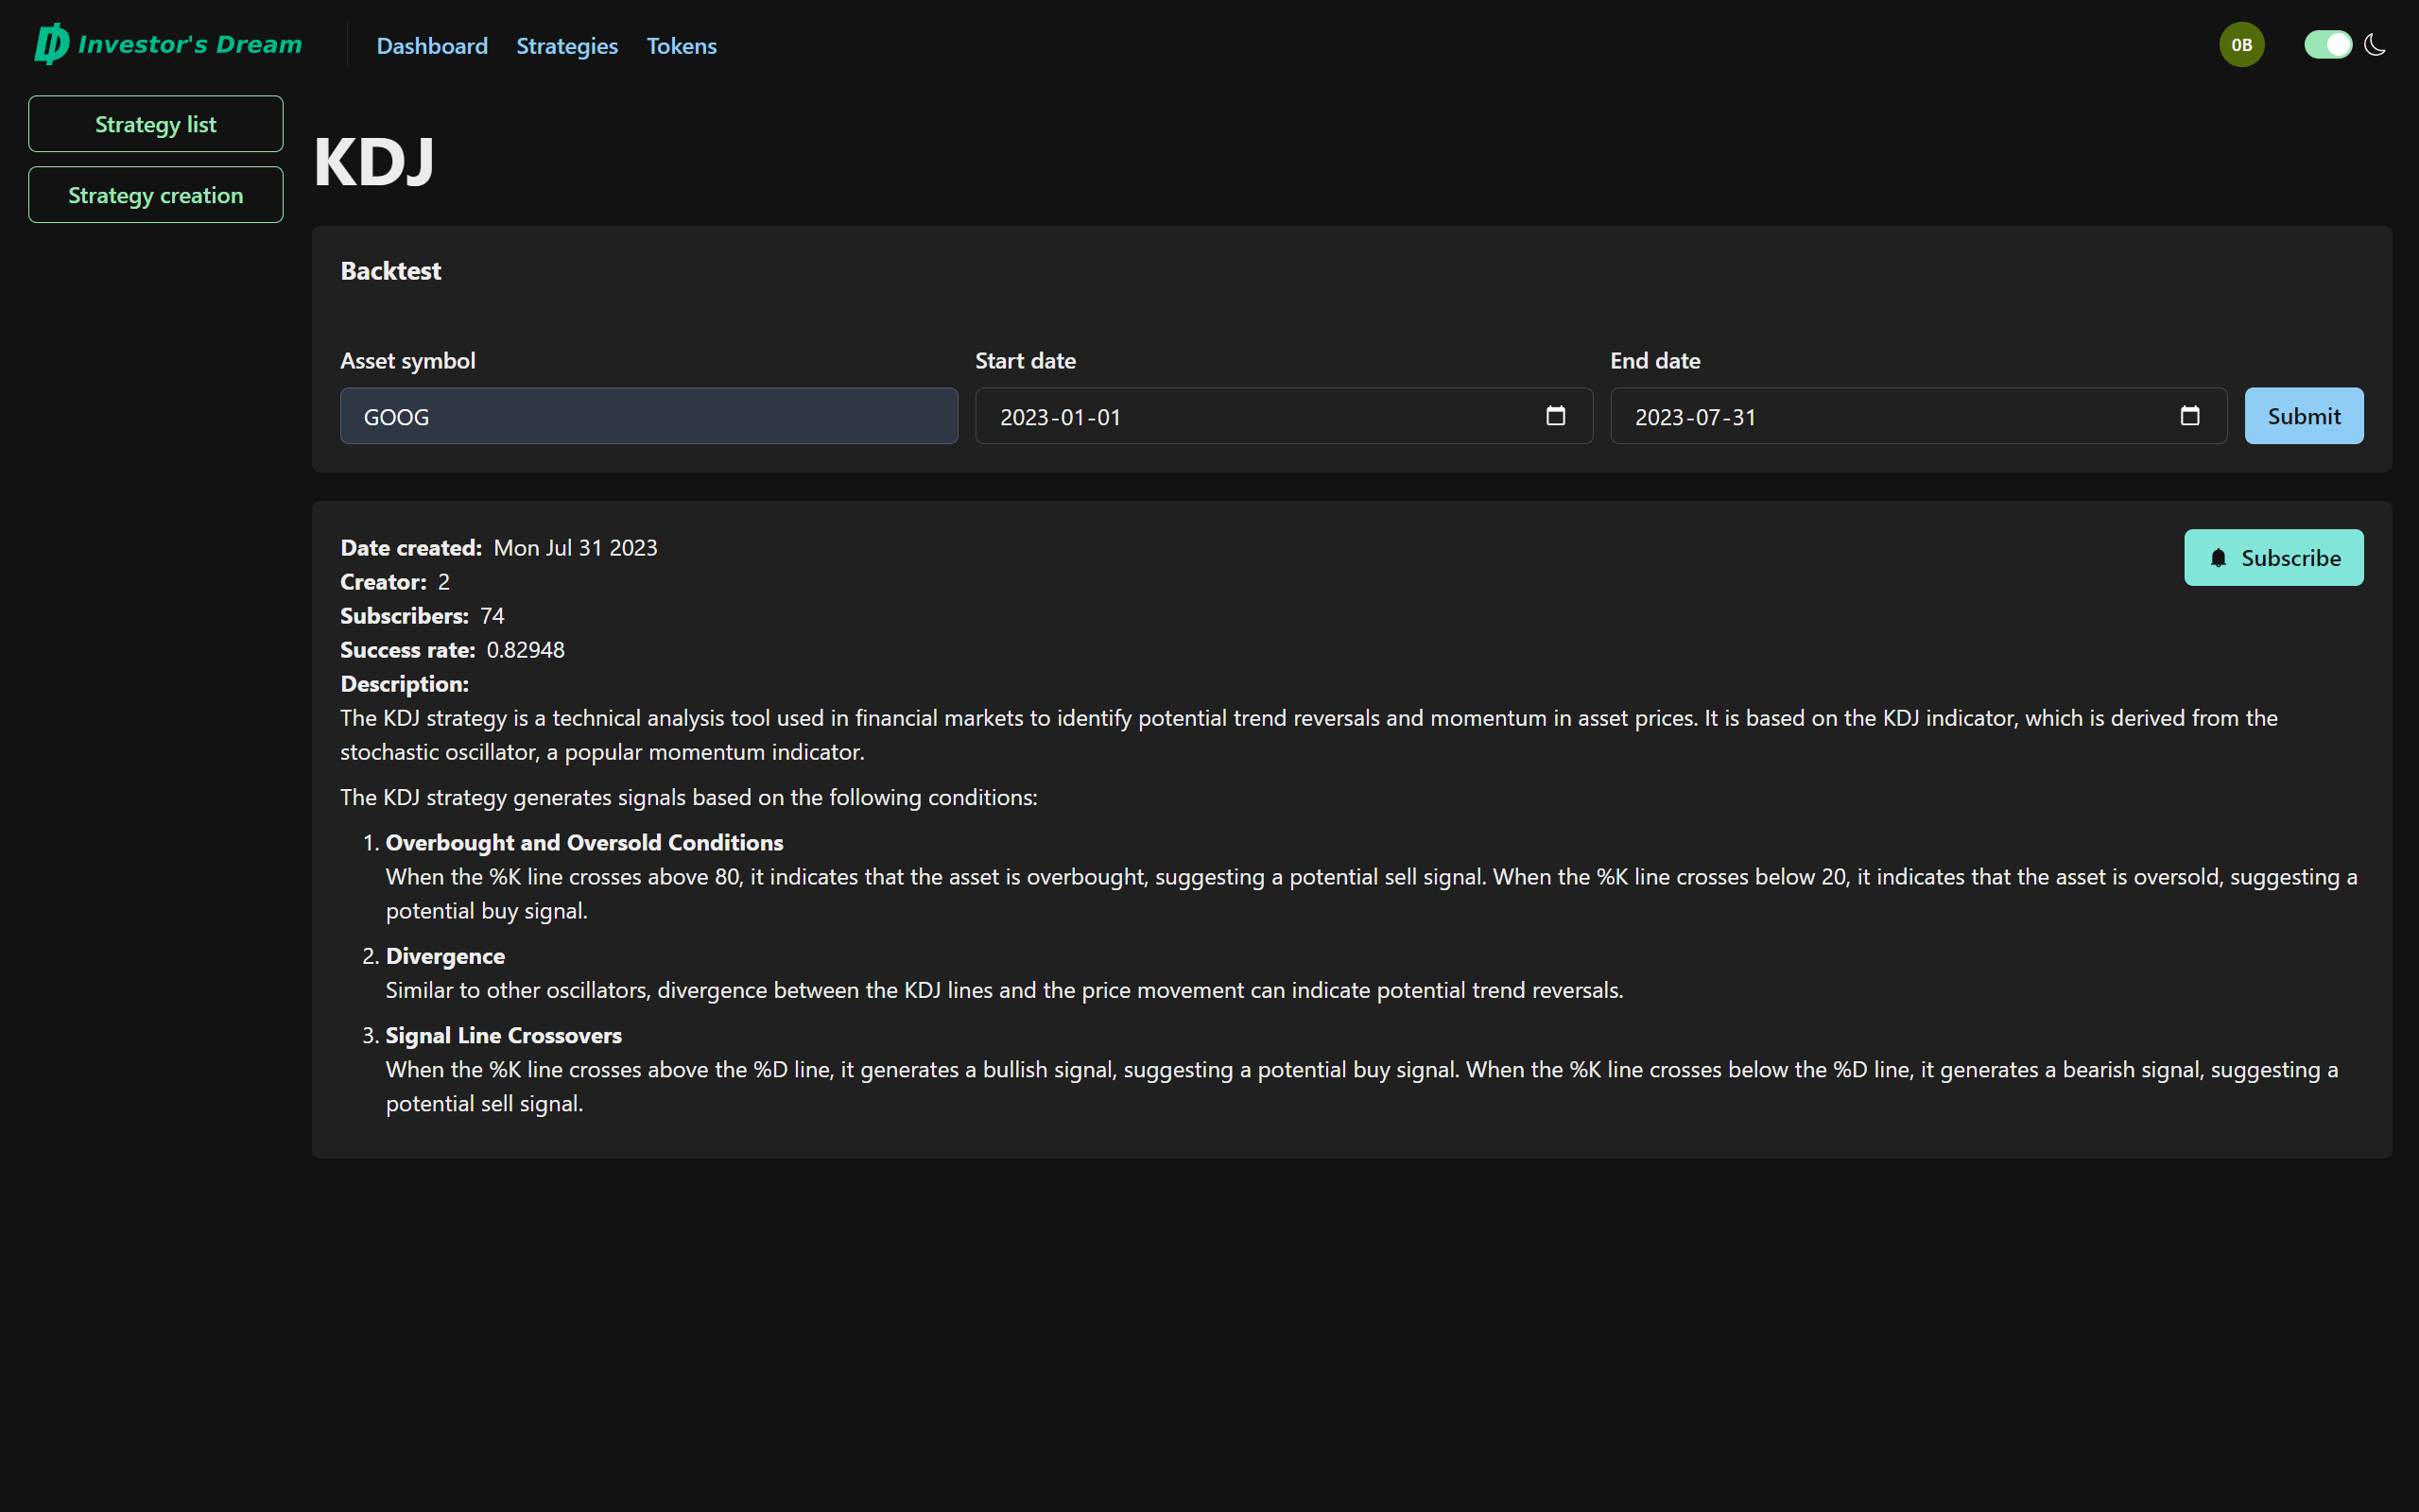 Investor's Dream
Dashboard Strategies Tokens
0B
Strategy list
Strategy creation
KDJ
Backtest
Asset symbol Start date End date
GOOG 2023-01-01 2023-07-31 Submit
Date created: Mon Jul 31 2023
Subscribe
Creator: 2
Subscribers: 74
Success rate: 0.82948
Description:
The KDJ strategy is a technical analysis tool used in financial markets to identify potential trend reversals and momentum in asset prices. It is based on the KDJ indicator, which is derived from the
stochastic oscillator, a popular momentum indicator.
The KDJ strategy generates signals based on the following conditions:
1. Overbought and Oversold Conditions
When the %K line crosses above 80, it indicates that the asset is overbought, suggesting a potential sell signal. When the %K line crosses below 20, it indicates that the asset is oversold, suggesting a
potential buy signal.
2. Divergence
Similar to other oscillators, divergence between the KDJ lines and the price movement can indicate potential trend reversals.
3. Signal Line Crossovers
When the %K line crosses above the %D line, it generates a bullish signal, suggesting a potential buy signal. When the %K line crosses below the %D line, it generates a bearish signal, suggesting a
potential sell signal.